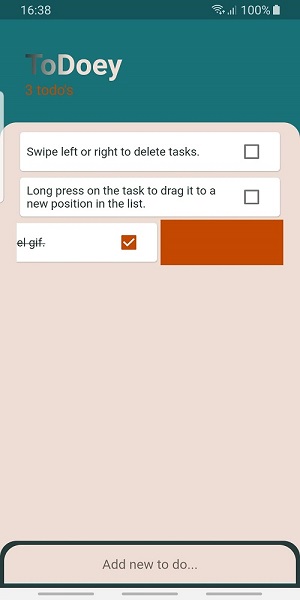 16:38 100%
ToDoey
3 todo's
Swipe left or right to delete tasks.
Long press on the task to drag it to a
new position in the list.
el gif.
Add new to do...